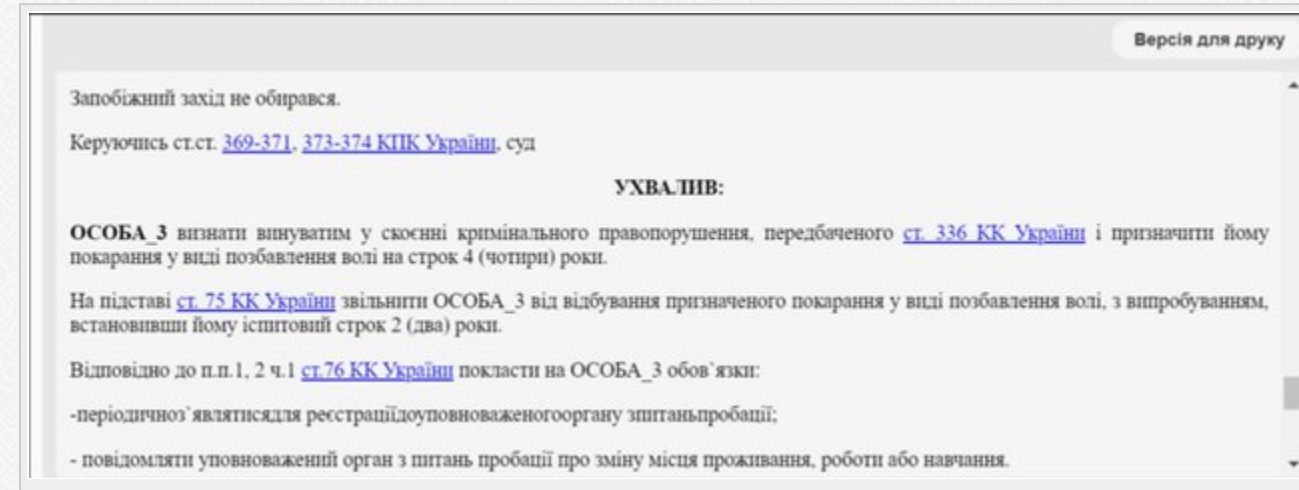 Версія для друку
Запобіжний захід не обирався.
Керуючись ст.ст. 369-371, 373-374 КПК України, суд
УХВАЛИВ:
ОСОБА_3 визнати винуватим у скоєнні кримінального правопорушення, передбаченого ст. 336 КК України і призначити йому
покарання у виді позбавлення волі на строк 4 (чотири) роки.
На підставі ст. 75 КК України звільнити ОСОБА_3 від відбування призначеного покарання у виді позбавлення волі, з випробуванням,
встановивши йому іспитовий строк 2 (два) роки.
Відповідно до п.п.1, 2 ч.1 ст.76 КК України покласти на ОСОБА_3 обов`язки:
-періодичноз`являтисядля реєстраціїдоуповноваженогооргану зпитаньпробації;
- повідомляти уповноважений орган з питань пробації про зміну місця проживання, роботи або навчання.